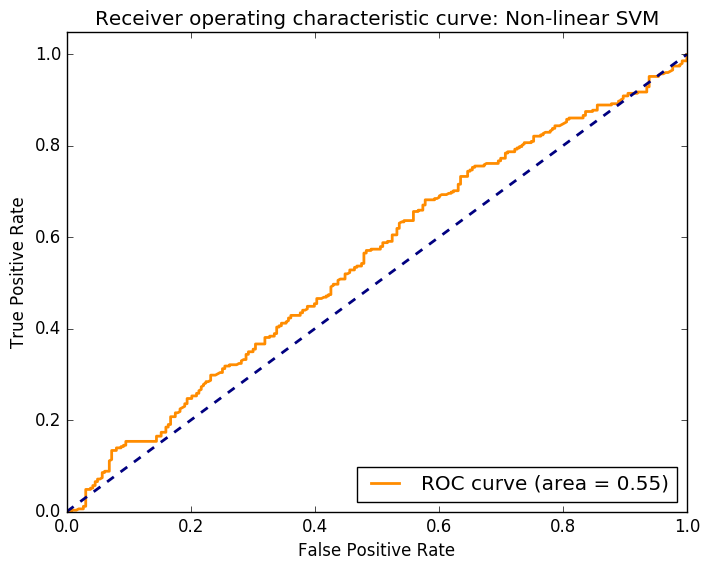 Receiver operating characteristic curve: Non-linear SVM
1.0
0.8
0.6
0.4
0.2
0.0
True Positive Rate
ROC curve (area = 0.55)
0.0 0.2 0.4 0.6 0.8 1.0
False Positive Rate